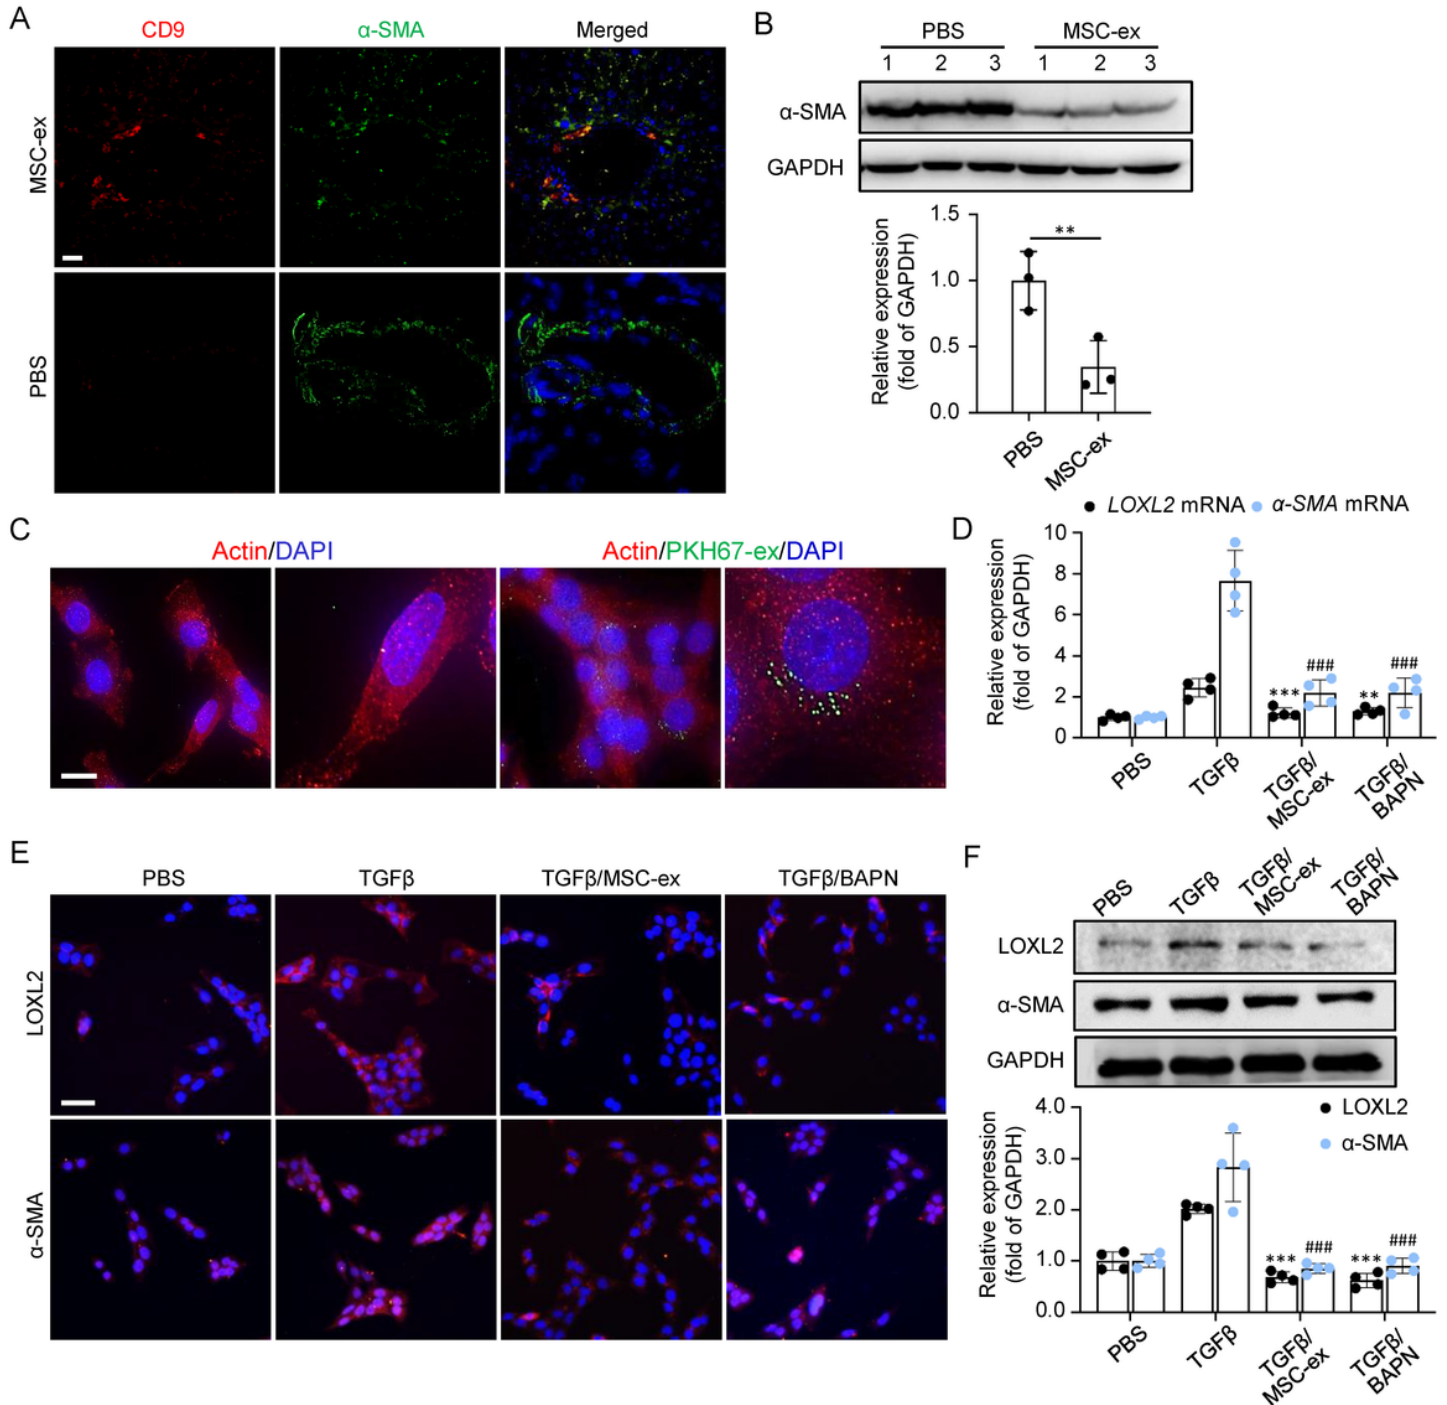 A
CD9
α-SMA
Merged
MSC-ex
PBS
B
PBS
MSC-ex
1 2 3 1 2 3
α-SMA
GAPDH
Relative expression
(fold of GAPDH)
1.5
1.0
0.5
0.0
**
PBS
MSC-ex
C
Actin/DAPI
Actin/PKH67-ex/DAPI
D
LOXL2 mRNA
α-SMA mRNA
Relative expression
(fold of GAPDH)
10
8
6
4
2
0
***
###
**
###
PBS
TGFβ
TGFβ/
MSC-ex
TGFβ/
BAPN
E
PBS
TGFβ
TGFβ/MSC-ex
TGFβ/BAPN
LOXL2
α-SMA
F
PBS
TGFβ
TGFβ/
MSC-ex
TGFβ/
BAPN
LOXL2
α-SMA
GAPDH
Relative expression
(fold of GAPDH)
4.0
3.0
2.0
1.0
0.0
LOXL2
α-SMA
***
###
***
###
PBS
TGFβ
TGFβ/
MSC-ex
TGFβ/
BAPN